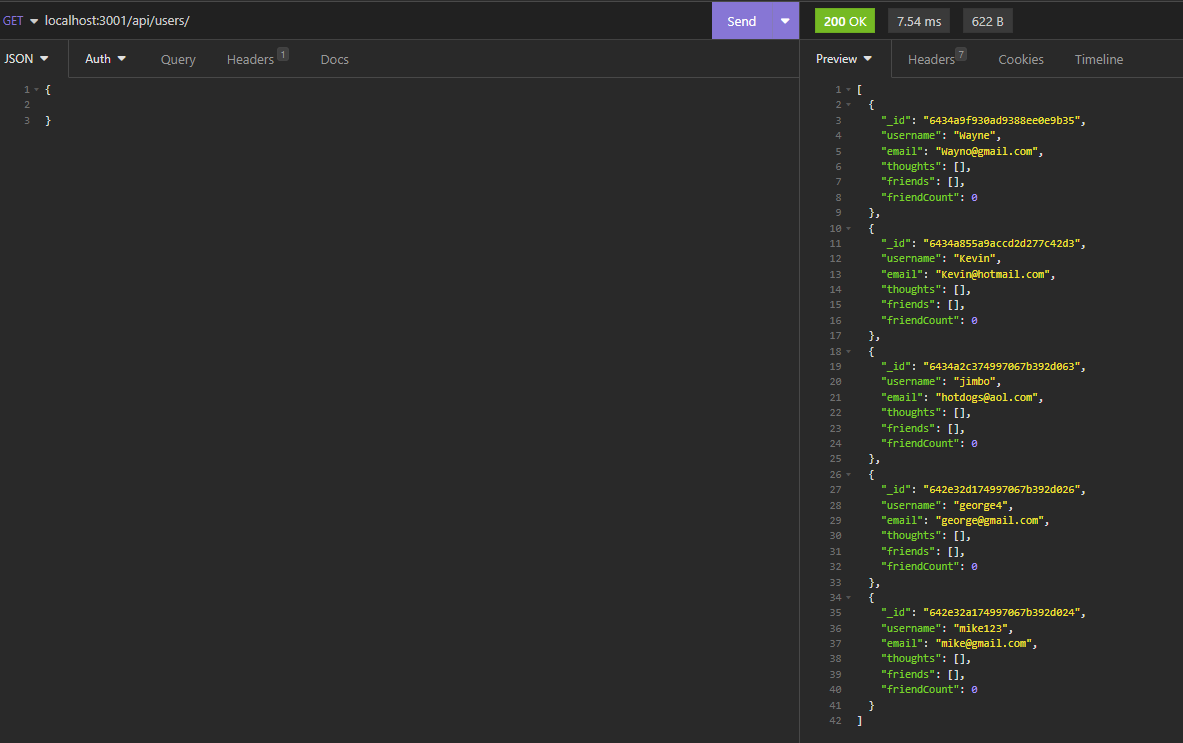 GET localhost:3001/api/users/ Send 200 OK 7.54 ms 622 B
JSON Auth Query Headers 1 Docs Preview Headers 7 Cookies Timeline
1 {
2
3 }
1 [
2 {
3 "_id": "6434a9f930ad9388ee0e9b35",
4 "username": "Wayne",
5 "email": "Wayno@gmail.com",
6 "thoughts": [],
7 "friends": [],
8 "friendCount": 0
9 },
10 {
11 "_id": "6434a855a9accd2d277c42d3",
12 "username": "Kevin",
13 "email": "Kevin@hotmail.com",
14 "thoughts": [],
15 "friends": [],
16 "friendCount": 0
17 },
18 {
19 "_id": "6434a2c374997067b392d063",
20 "username": "jimbo",
21 "email": "hotdogs@aol.com",
22 "thoughts": [],
23 "friends": [],
24 "friendCount": 0
25 },
26 {
27 "_id": "642e32d174997067b392d026",
28 "username": "george4",
29 "email": "george@gmail.com",
30 "thoughts": [],
31 "friends": [],
32 "friendCount": 0
33 },
34 {
35 "_id": "642e32a174997067b392d024",
36 "username": "mike123",
37 "email": "mike@gmail.com",
38 "thoughts": [],
39 "friends": [],
40 "friendCount": 0
41 }
42 ]